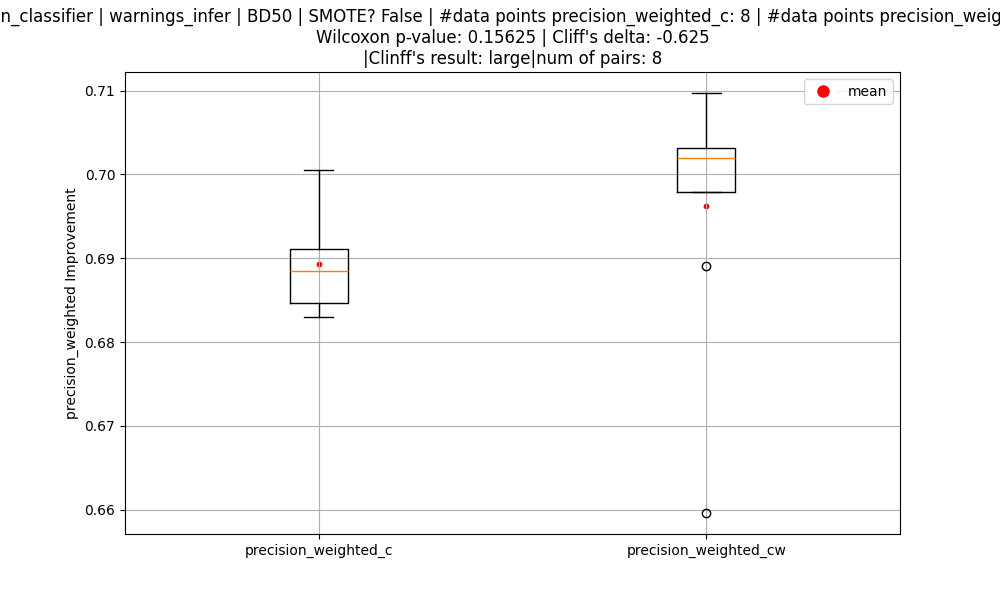 n_classifier | warnings_infer | BD50 | SMOTE? False | #data points precision_weighted_c: 8 | #data points precision_weig
Wilcoxon p-value: 0.15625 | Cliff's delta: -0.625
|Clinff's result: large|num of pairs: 8
mean
0.71
0.70
0.69
0.68
0.67
0.66
precision_weighted Improvement
precision_weighted_c
precision_weighted_cw